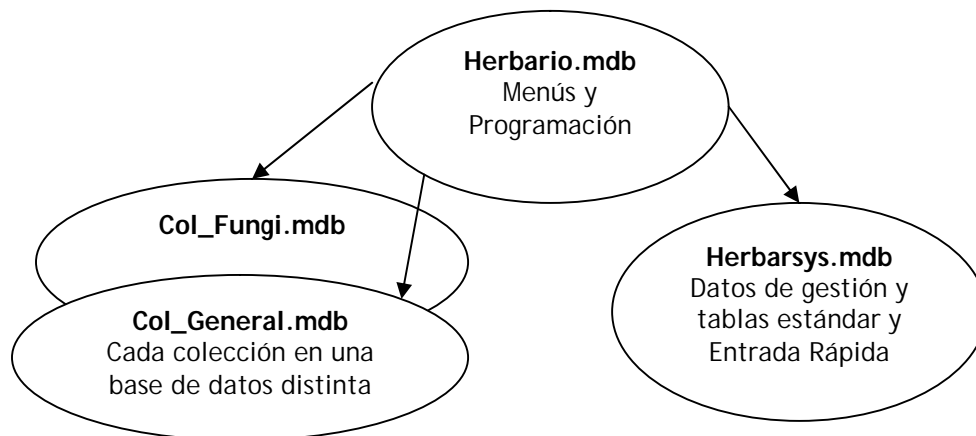 Herbario.mdb
Menús y
Programación
Col_Fungi.mdb
Col_General.mdb
Cada colección en una
base de datos distinta
Herbarsys.mdb
Datos de gestión y
tablas estándar y
Entrada Rápida